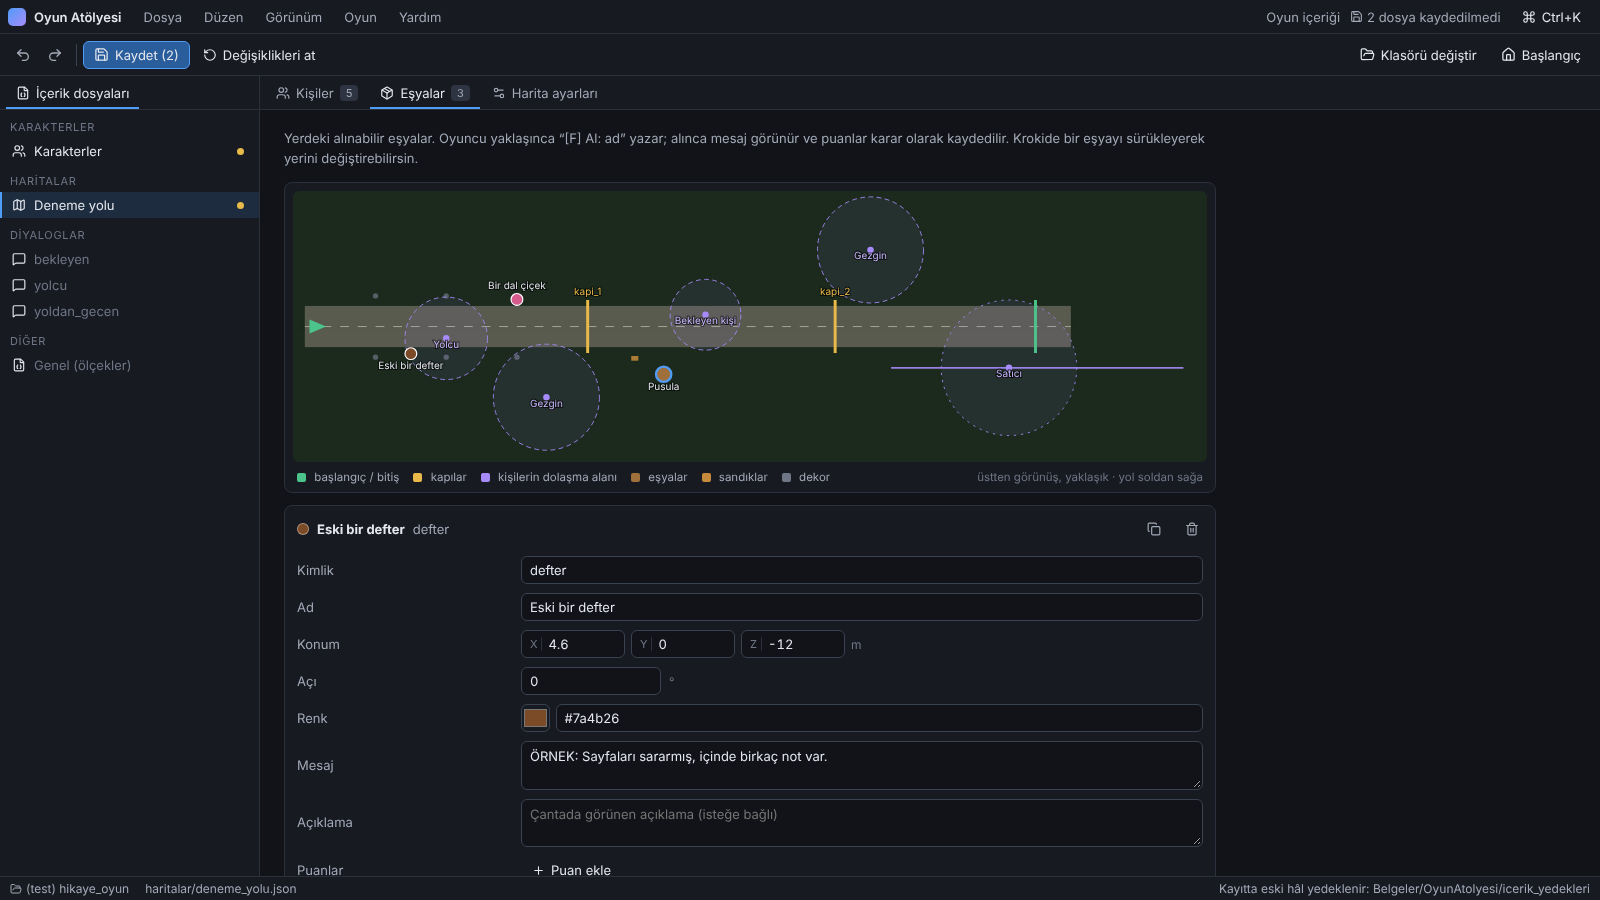 Oyun Atölyesi Dosya Düzen Görünüm Oyun Yardım Oyun içeriği 2 dosya kaydedilmedi ⌘ Ctrl+K
Kaydet (2) Değişiklikleri at Klasörü değiştir Başlangıç
İçerik dosyaları
KARAKTERLER
Karakterler
HARİTALAR
Deneme yolu
DİYALOGLAR
bekleyen
yolcu
yoldan_gecen
DİĞER
Genel (ölçekler)
Kişiler 5 Eşyalar 3 Harita ayarları
Yerdeki alınabilir eşyalar. Oyuncu yaklaşınca “[F] Al: ad” yazar; alınca mesaj görünür ve puanlar karar olarak kaydedilir. Krokide bir eşyayı sürükleyerek
yerini değiştirebilirsin.
Gezgin
Bir dal çiçek
kapi_1
kapi_2
Bekleyen kişi
Yolcu
Eski bir defter
Satıcı
Pusula
Gezgin
başlangıç / bitiş kapılar kişilerin dolaşma alanı eşyalar sandıklar dekor üstten görünüş, yaklaşık · yol soldan sağa
Eski bir defter defter
Kimlik defter
Ad Eski bir defter
Konum X 4.6 Y 0 Z -12 m
Açı 0 °
Renk #7a4b26
Mesaj ÖRNEK: Sayfaları sararmış, içinde birkaç not var.
Açıklama Çantada görünen açıklama (isteğe bağlı)
Puanlar + Puan ekle
(test) hikaye_oyun haritalar/deneme_yolu.json Kayıtta eski hâl yedeklenir: Belgeler/OyunAtolyesi/icerik_yedekleri